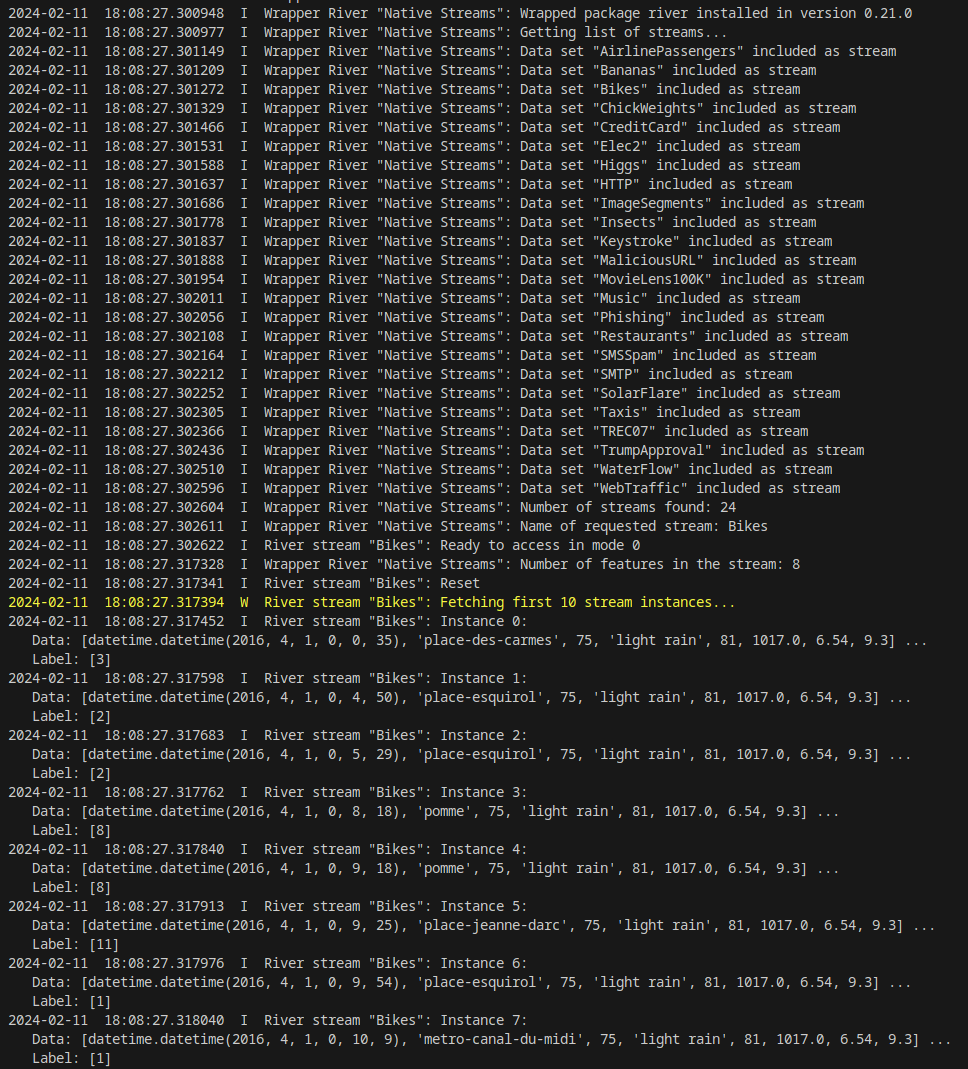 2024-02-11  18:08:27.300948  I  Wrapper River "Native Streams": Wrapped package river installed in version 0.21.0
2024-02-11  18:08:27.300977  I  Wrapper River "Native Streams": Getting list of streams...
2024-02-11  18:08:27.301149  I  Wrapper River "Native Streams": Data set "AirlinePassengers" included as stream
2024-02-11  18:08:27.301209  I  Wrapper River "Native Streams": Data set "Bananas" included as stream
2024-02-11  18:08:27.301272  I  Wrapper River "Native Streams": Data set "Bikes" included as stream
2024-02-11  18:08:27.301329  I  Wrapper River "Native Streams": Data set "ChickWeights" included as stream
2024-02-11  18:08:27.301466  I  Wrapper River "Native Streams": Data set "CreditCard" included as stream
2024-02-11  18:08:27.301531  I  Wrapper River "Native Streams": Data set "Elec2" included as stream
2024-02-11  18:08:27.301588  I  Wrapper River "Native Streams": Data set "Higgs" included as stream
2024-02-11  18:08:27.301637  I  Wrapper River "Native Streams": Data set "HTTP" included as stream
2024-02-11  18:08:27.301686  I  Wrapper River "Native Streams": Data set "ImageSegments" included as stream
2024-02-11  18:08:27.301778  I  Wrapper River "Native Streams": Data set "Insects" included as stream
2024-02-11  18:08:27.301837  I  Wrapper River "Native Streams": Data set "Keystroke" included as stream
2024-02-11  18:08:27.301888  I  Wrapper River "Native Streams": Data set "MaliciousURL" included as stream
2024-02-11  18:08:27.301954  I  Wrapper River "Native Streams": Data set "MovieLens100K" included as stream
2024-02-11  18:08:27.302011  I  Wrapper River "Native Streams": Data set "Music" included as stream
2024-02-11  18:08:27.302056  I  Wrapper River "Native Streams": Data set "Phishing" included as stream
2024-02-11  18:08:27.302108  I  Wrapper River "Native Streams": Data set "Restaurants" included as stream
2024-02-11  18:08:27.302164  I  Wrapper River "Native Streams": Data set "SMSSpam" included as stream
2024-02-11  18:08:27.302212  I  Wrapper River "Native Streams": Data set "SMTP" included as stream
2024-02-11  18:08:27.302252  I  Wrapper River "Native Streams": Data set "SolarFlare" included as stream
2024-02-11  18:08:27.302305  I  Wrapper River "Native Streams": Data set "Taxis" included as stream
2024-02-11  18:08:27.302366  I  Wrapper River "Native Streams": Data set "TREC07" included as stream
2024-02-11  18:08:27.302436  I  Wrapper River "Native Streams": Data set "TrumpApproval" included as stream
2024-02-11  18:08:27.302510  I  Wrapper River "Native Streams": Data set "WaterFlow" included as stream
2024-02-11  18:08:27.302596  I  Wrapper River "Native Streams": Data set "WebTraffic" included as stream
2024-02-11  18:08:27.302604  I  Wrapper River "Native Streams": Number of streams found: 24
2024-02-11  18:08:27.302611  I  Wrapper River "Native Streams": Name of requested stream: Bikes
2024-02-11  18:08:27.302622  I  River stream "Bikes": Ready to access in mode 0
2024-02-11  18:08:27.317328  I  Wrapper River "Native Streams": Number of features in the stream: 8
2024-02-11  18:08:27.317341  I  River stream "Bikes": Reset
2024-02-11  18:08:27.317394  W  River stream "Bikes": Fetching first 10 stream instances...
2024-02-11  18:08:27.317452  I  River stream "Bikes": Instance 0:
Data: [datetime.datetime(2016, 4, 1, 0, 0, 35), 'place-des-carmes', 75, 'light rain', 81, 1017.0, 6.54, 9.3] ...
Label: [3]
2024-02-11  18:08:27.317598  I  River stream "Bikes": Instance 1:
Data: [datetime.datetime(2016, 4, 1, 0, 4, 50), 'place-esquirol', 75, 'light rain', 81, 1017.0, 6.54, 9.3] ...
Label: [2]
2024-02-11  18:08:27.317683  I  River stream "Bikes": Instance 2:
Data: [datetime.datetime(2016, 4, 1, 0, 5, 29), 'place-esquirol', 75, 'light rain', 81, 1017.0, 6.54, 9.3] ...
Label: [2]
2024-02-11  18:08:27.317762  I  River stream "Bikes": Instance 3:
Data: [datetime.datetime(2016, 4, 1, 0, 8, 18), 'pomme', 75, 'light rain', 81, 1017.0, 6.54, 9.3] ...
Label: [8]
2024-02-11  18:08:27.317840  I  River stream "Bikes": Instance 4:
Data: [datetime.datetime(2016, 4, 1, 0, 9, 18), 'pomme', 75, 'light rain', 81, 1017.0, 6.54, 9.3] ...
Label: [8]
2024-02-11  18:08:27.317913  I  River stream "Bikes": Instance 5:
Data: [datetime.datetime(2016, 4, 1, 0, 9, 25), 'place-jeanne-darc', 75, 'light rain', 81, 1017.0, 6.54, 9.3] ...
Label: [11]
2024-02-11  18:08:27.317976  I  River stream "Bikes": Instance 6:
Data: [datetime.datetime(2016, 4, 1, 0, 9, 54), 'place-esquirol', 75, 'light rain', 81, 1017.0, 6.54, 9.3] ...
Label: [1]
2024-02-11  18:08:27.318040  I  River stream "Bikes": Instance 7:
Data: [datetime.datetime(2016, 4, 1, 0, 10, 9), 'metro-canal-du-midi', 75, 'light rain', 81, 1017.0, 6.54, 9.3] ...
Label: [1]